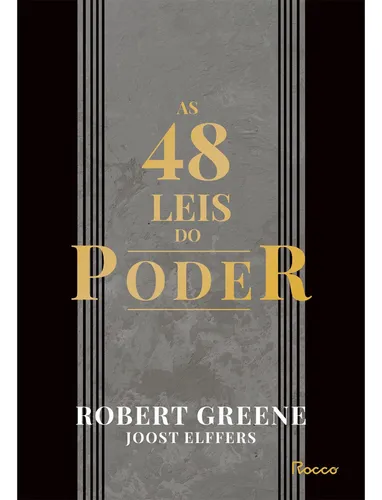 AS
48
LEIS
DO
PODER
ROBERT GREENE
JOOST ELFFERS
Rocco